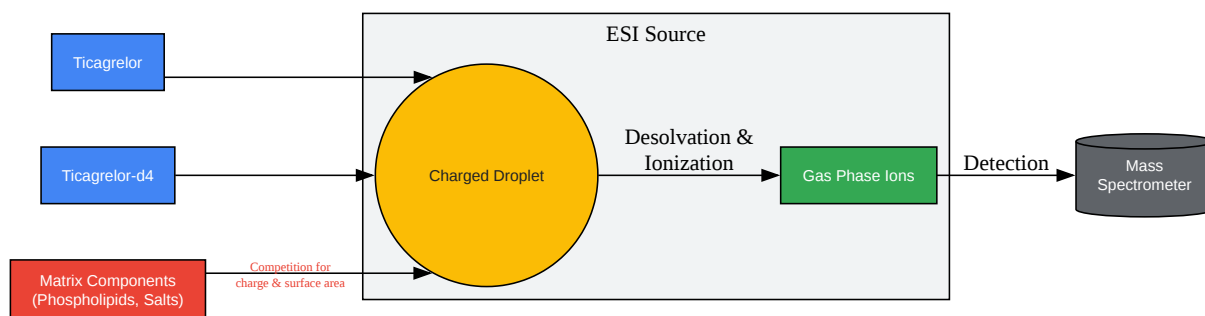 ESI Source
Ticagrelor
Ticagrelor-d4
Matrix Components
(Phospholipids, Salts)
Competition for
charge & surface area
Charged Droplet
Desolvation &
Ionization
Gas Phase Ions
Detection
Mass
Spectrometer